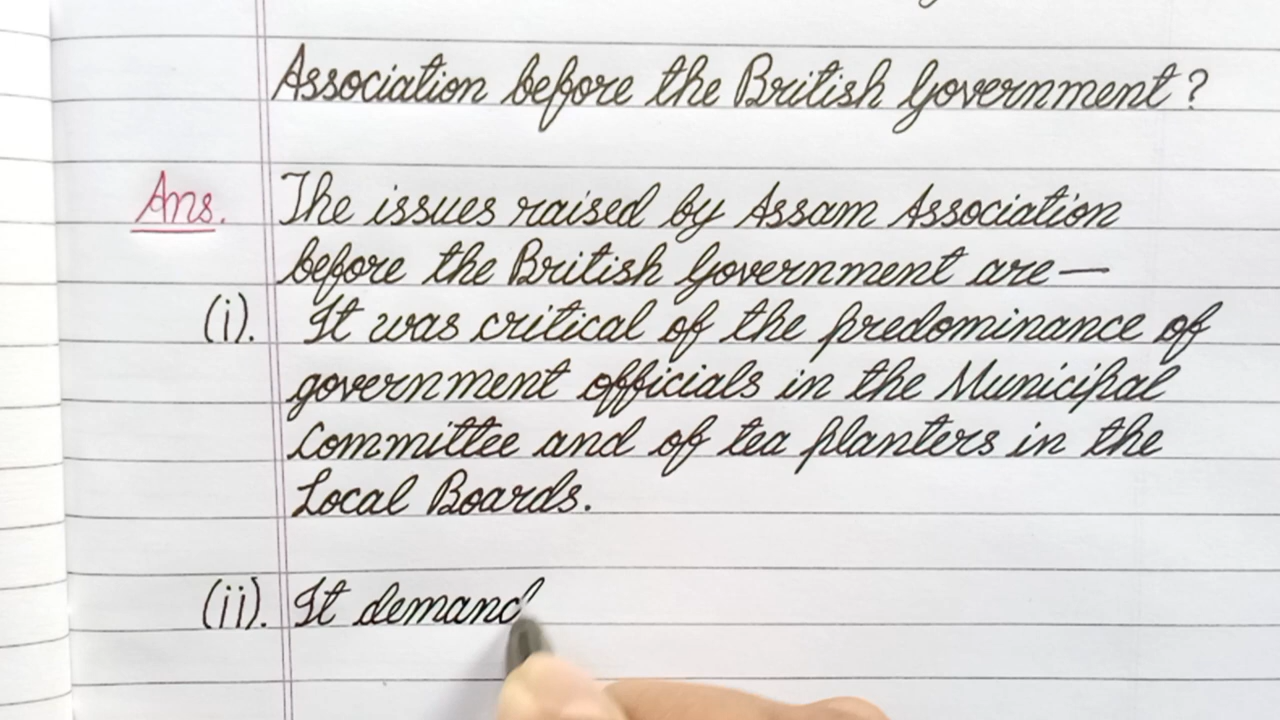 Association before the British Government?
Ans. The issues raised by Assam Association
before the British Government are —
(i). It was critical of the predominance of
government officials in the Municipal
Committee and of tea planters in the
Local Boards.
(ii). It demand